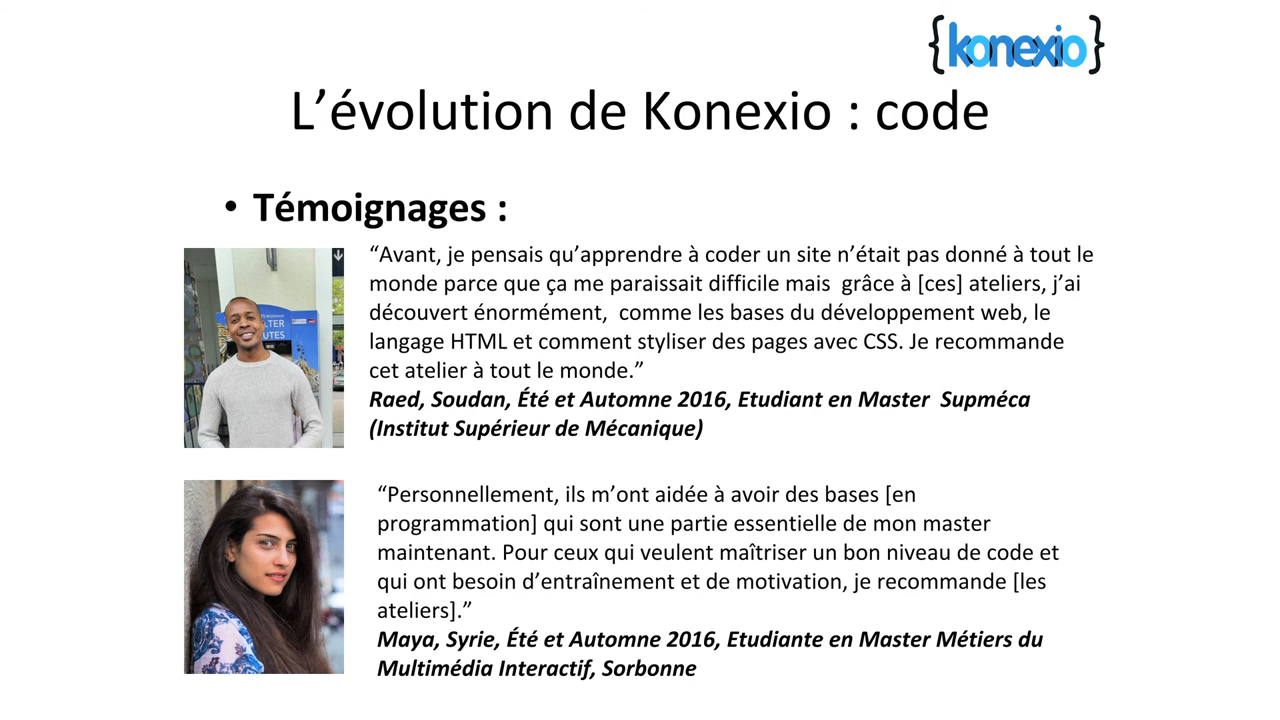 {konexio}
L’évolution de Konexio : code
• Témoignages :
“Avant, je pensais qu’apprendre à coder un site n’était pas donné à tout le
monde parce que ça me paraissait difficile mais  grâce à [ces] ateliers, j’ai
découvert énormément,  comme les bases du développement web, le
langage HTML et comment styliser des pages avec CSS. Je recommande
cet atelier à tout le monde.”
Raed, Soudan, Été et Automne 2016, Etudiant en Master  Supméca
(Institut Supérieur de Mécanique)
“Personnellement, ils m’ont aidée à avoir des bases [en
programmation] qui sont une partie essentielle de mon master
maintenant. Pour ceux qui veulent maîtriser un bon niveau de code et
qui ont besoin d’entraînement et de motivation, je recommande [les
ateliers].”
Maya, Syrie, Été et Automne 2016, Etudiante en Master Métiers du
Multimédia Interactif, Sorbonne